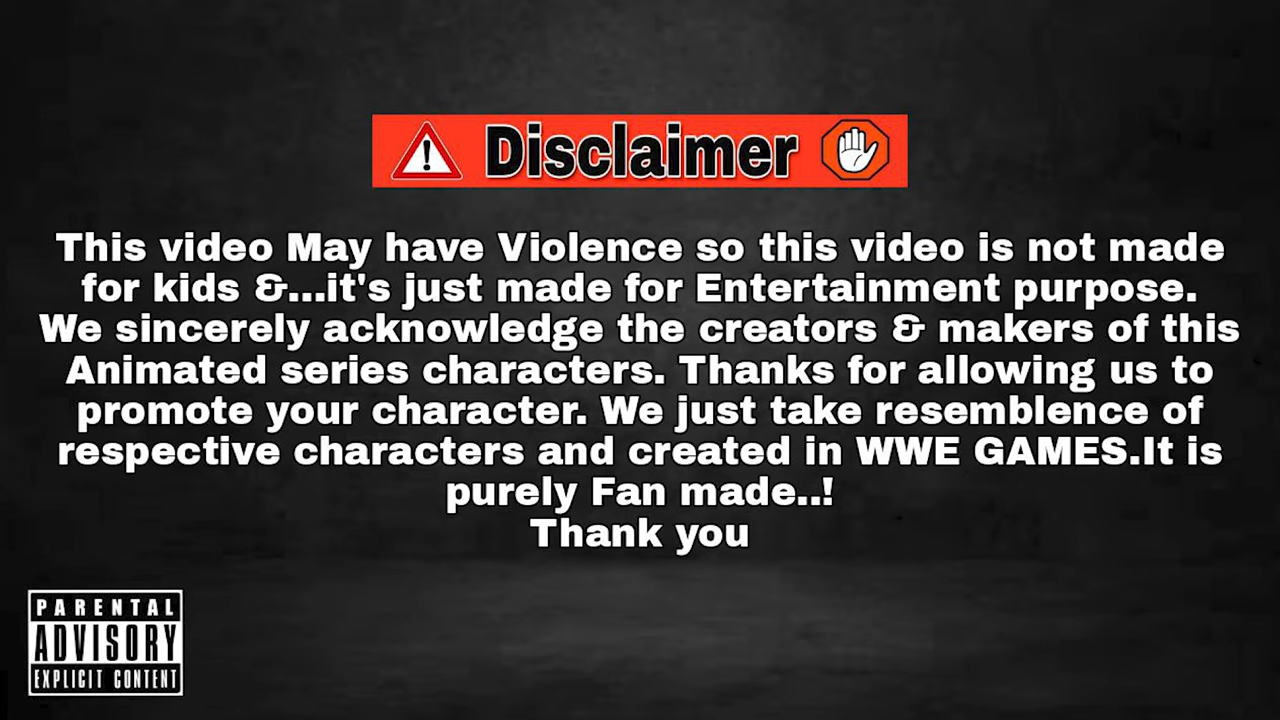 Disclaimer
This video May have Violence so this video is not made
for kids &...it's just made for Entertainment purpose.
We sincerely acknowledge the creators & makers of this
Animated series characters. Thanks for allowing us to
promote your character. We just take resemblence of
respective characters and created in WWE GAMES.It is
purely Fan made..!
Thank you
PARENTAL
ADVISORY
EXPLICIT CONTENT